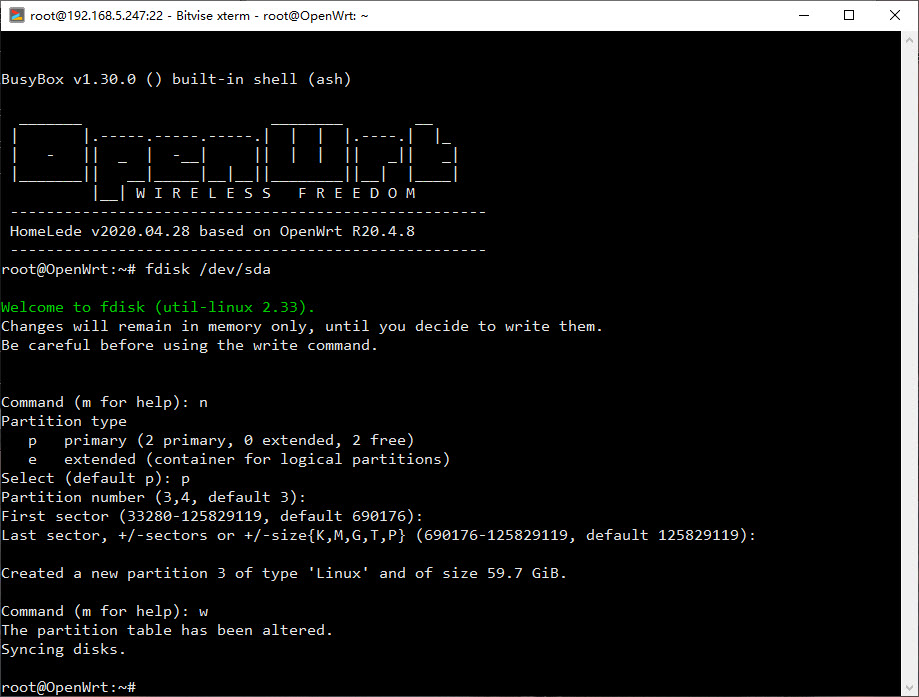 root@192.168.5.247:22 - Bitvise xterm - root@OpenWrt: ~
BusyBox v1.30.0 () built-in shell (ash)
OpenWrt
W I R E L E S S   F R E E D O M
-----------------------------------------------------
HomeLede v2020.04.28 based on OpenWrt R20.4.8
-----------------------------------------------------
root@OpenWrt:~# fdisk /dev/sda
Welcome to fdisk (util-linux 2.33).
Changes will remain in memory only, until you decide to write them.
Be careful before using the write command.
Command (m for help): n
Partition type
   p   primary (2 primary, 0 extended, 2 free)
   e   extended (container for logical partitions)
Select (default p): p
Partition number (3,4, default 3):
First sector (33280-125829119, default 690176):
Last sector, +/-sectors or +/-size{K,M,G,T,P} (690176-125829119, default 125829119):
Created a new partition 3 of type 'Linux' and of size 59.7 GiB.
Command (m for help): w
The partition table has been altered.
Syncing disks.
root@OpenWrt:~#